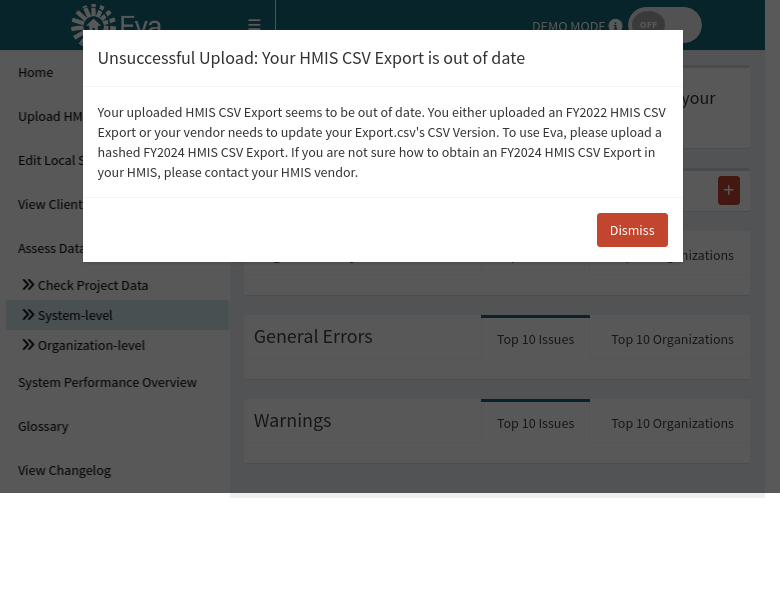 Eva
☰
DEMO MODE
OFF
Unsuccessful Upload: Your HMIS CSV Export is out of date
Your uploaded HMIS CSV Export seems to be out of date. You either uploaded an FY2022 HMIS CSV
Export or your vendor needs to update your Export.csv's CSV Version. To use Eva, please upload a
hashed FY2024 HMIS CSV Export. If you are not sure how to obtain an FY2024 HMIS CSV Export in
your HMIS, please contact your HMIS vendor.
Dismiss
Home
Upload HM
Edit Local S
View Client
Assess Data
Check Project Data
System-level
Organization-level
System Performance Overview
Glossary
View Changelog
your
+
nizations
General Errors
Top 10 Issues
Top 10 Organizations
Warnings
Top 10 Issues
Top 10 Organizations